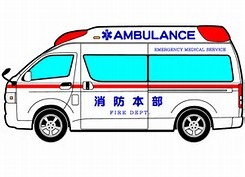 AMBULANCE
EMERGENCY MEDICAL SERVICE
消防本部
FIRE DEPT.